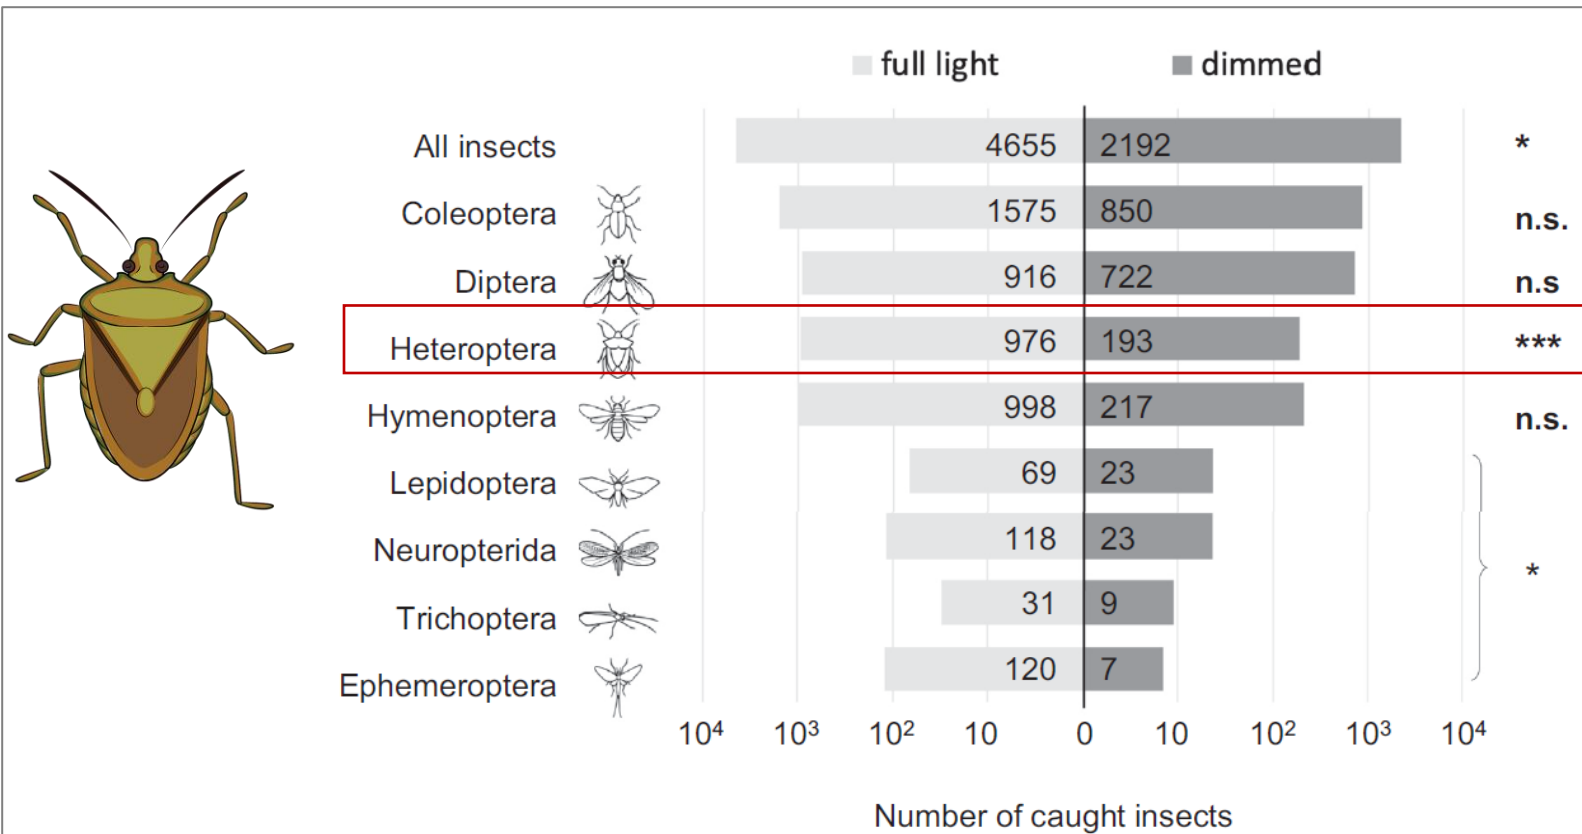 full light dimmed
All insects 4655 2192 *
Coleoptera 1575 850 n.s.
Diptera 916 722 n.s
Heteroptera 976 193 ***
Hymenoptera 998 217 n.s.
Lepidoptera 69 23
Neuropterida 118 23
*
Trichoptera 31 9
Ephemeroptera 120 7
10⁴ 10³ 10² 10 0 10 10² 10³ 10⁴
Number of caught insects